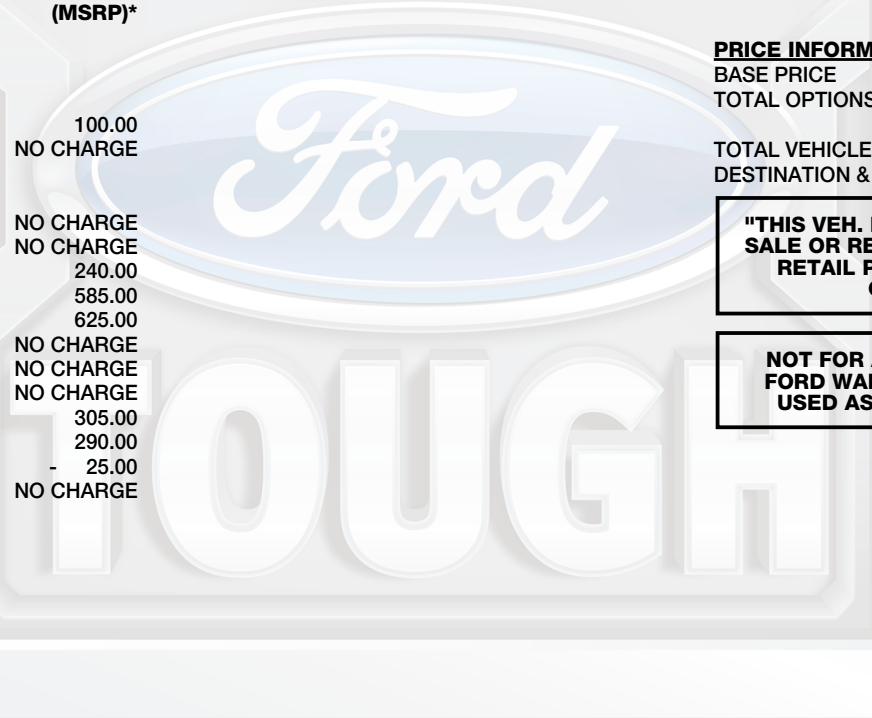 (MSRP)*
100.00
NO CHARGE
NO CHARGE
NO CHARGE
240.00
585.00
625.00
NO CHARGE
NO CHARGE
NO CHARGE
305.00
290.00
- 25.00
NO CHARGE
PRICE INFORM
BASE PRICE
TOTAL OPTIONS
TOTAL VEHICLE
DESTINATION &
"THIS VEH.
SALE OR RE
RETAIL P
NOT FOR
FORD WAR
USED AS
Ford
TOUGH